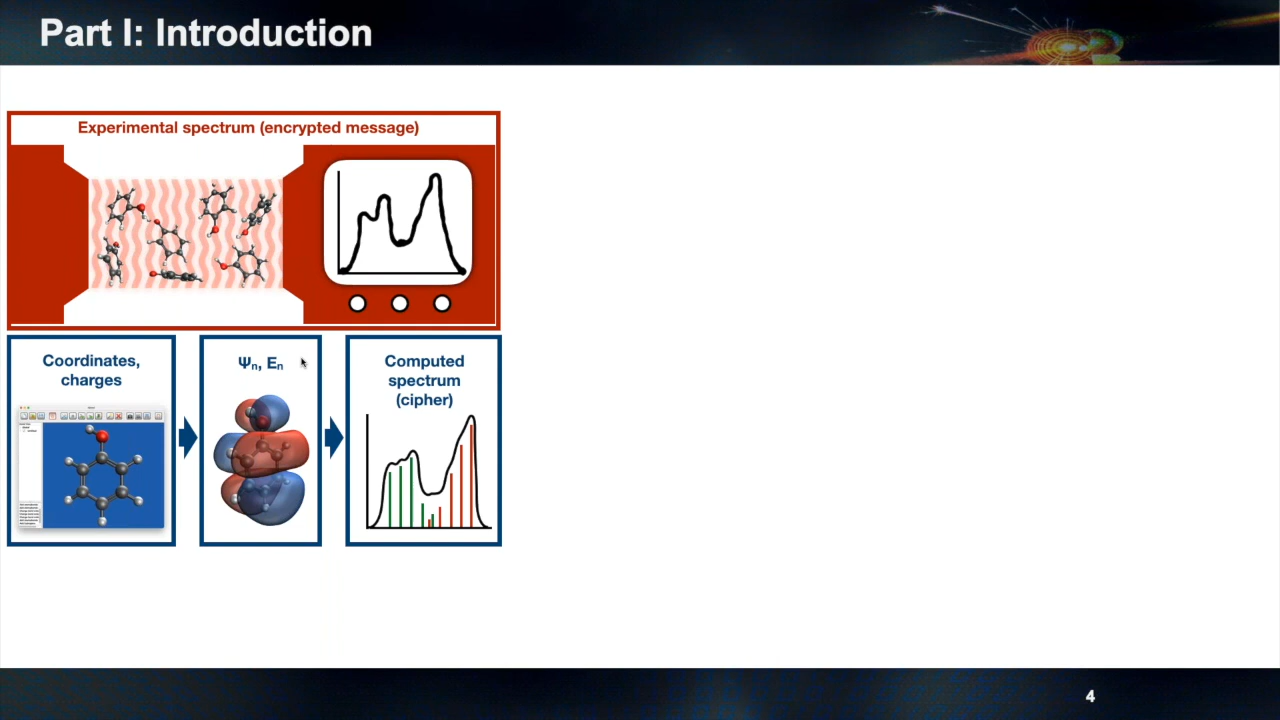 Part I: Introduction
Experimental spectrum (encrypted message)
Coordinates,
charges
Ψn, En
Computed
spectrum
(cipher)
4